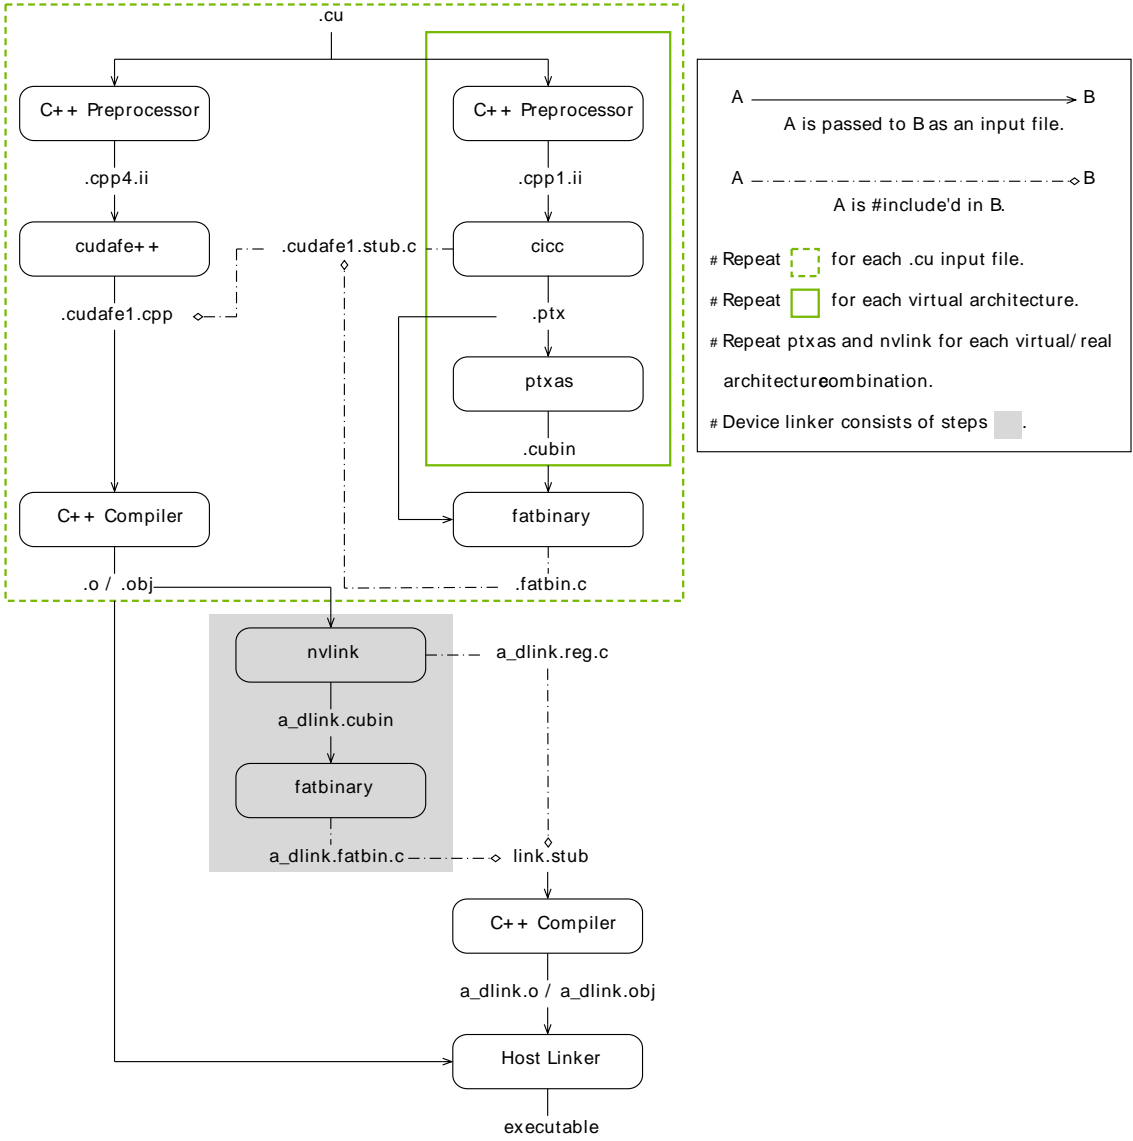 .cu
C++ Preprocessor
C++ Preprocessor
.cpp4.ii
.cpp1.ii
cudafe++
.cudafe1.stub.c
cicc
.cudafe1.cpp
.ptx
ptxas
.cubin
C++ Compiler
fatbinary
.o / .obj
.fatbin.c
nvlink
a_dlink.reg.c
a_dlink.cubin
fatbinary
a_dlink.fatbin.c
link.stub
C++ Compiler
a_dlink.o / a_dlink.obj
Host Linker
executable
A B
A is passed to B as an input file.
A B
A is #include'd in B.
# Repeat for each .cu input file.
# Repeat for each virtual architecture.
# Repeat ptxas and nvlink for each virtual/real
architecturecombination.
# Device linker consists of steps .